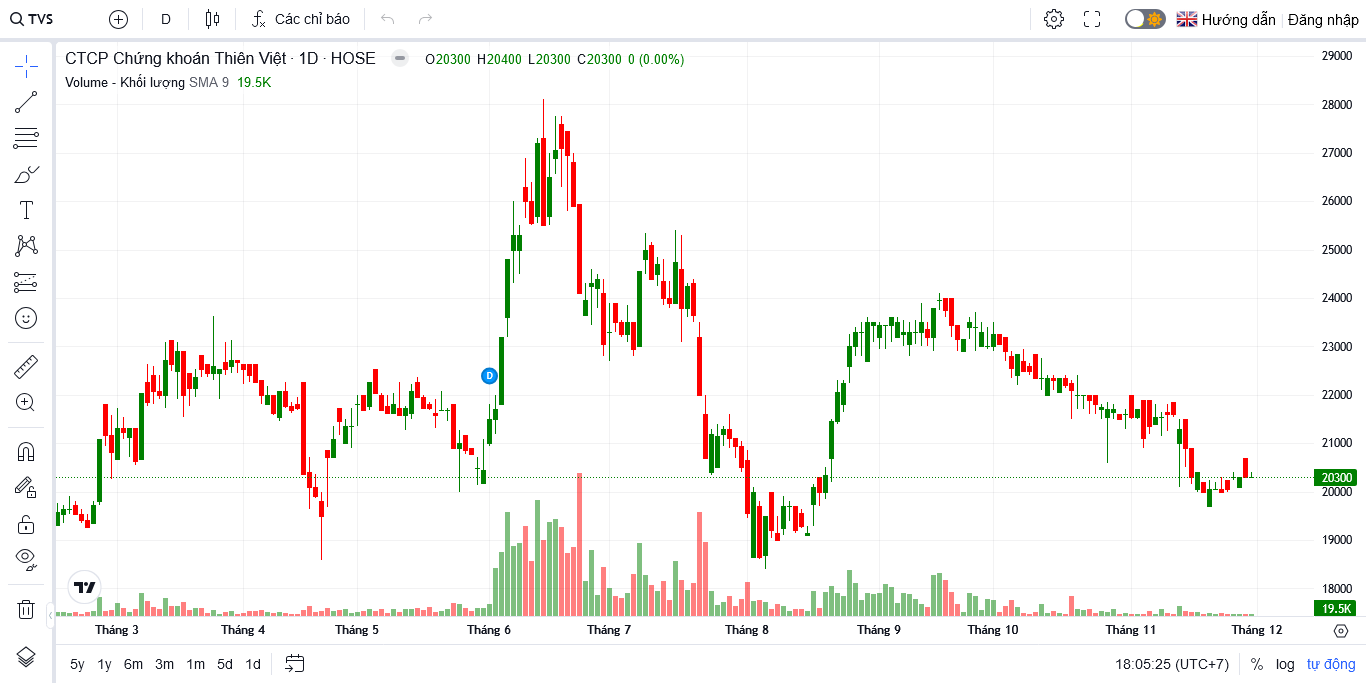 TVS D Các chỉ báo Hướng dẫn Đăng nhập
CTCP Chứng khoán Thiên Việt · 1D · HOSE O20300 H20400 L20300 C20300 0 (0.00%)
Volume - Khối lượng SMA 9 19.5K
29000
28000
27000
26000
25000
24000
23000
22000
21000
20300
20000
19000
18000
19.5K
D
Tháng 3 Tháng 4 Tháng 5 Tháng 6 Tháng 7 Tháng 8 Tháng 9 Tháng 10 Tháng 11 Tháng 12
5y 1y 6m 3m 1m 5d 1d 18:05:25 (UTC+7) % log tự động